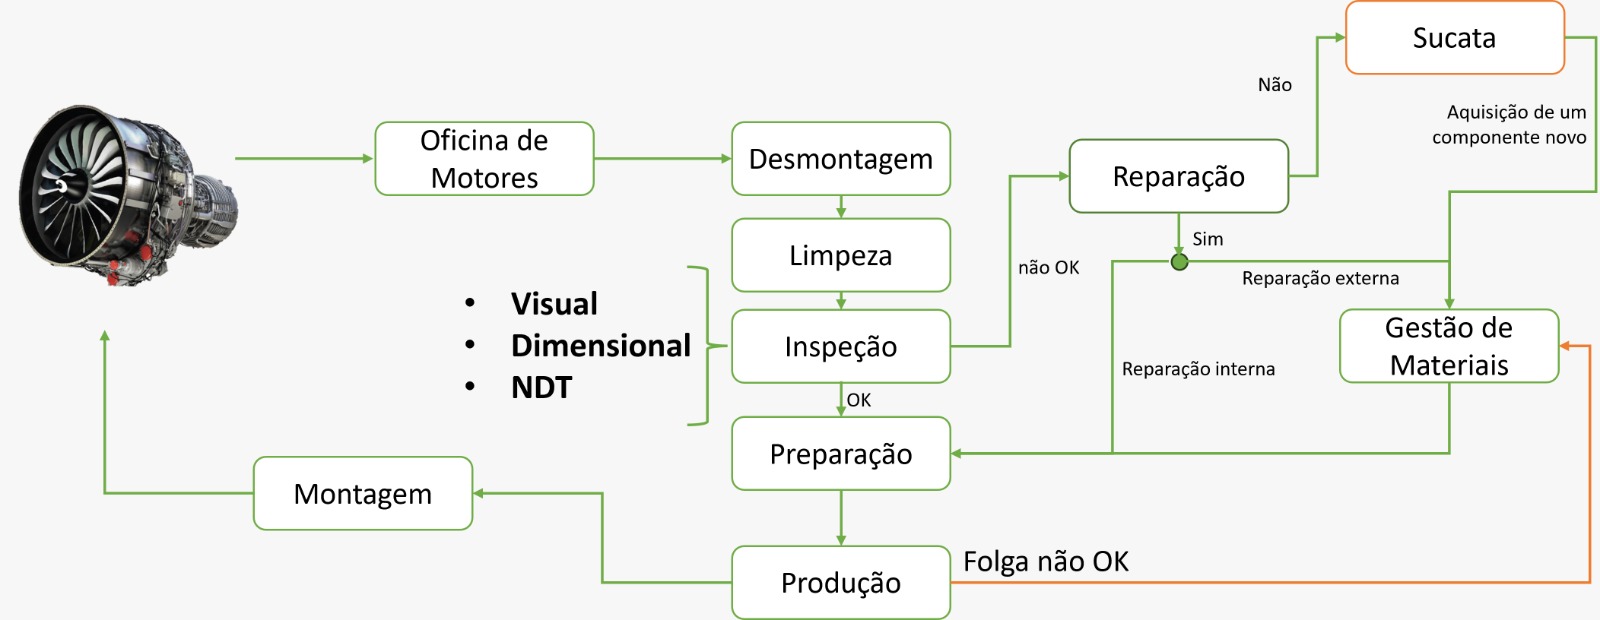 Sucata
Não
Aquisição de um
componente novo
Oficina de
Motores
Desmontagem
Reparação
Sim
Limpeza
não OK
Reparação externa
• Visual
• Dimensional
• NDT
Inspeção
Gestão de
Materiais
Reparação interna
OK
Preparação
Montagem
Folga não OK
Produção